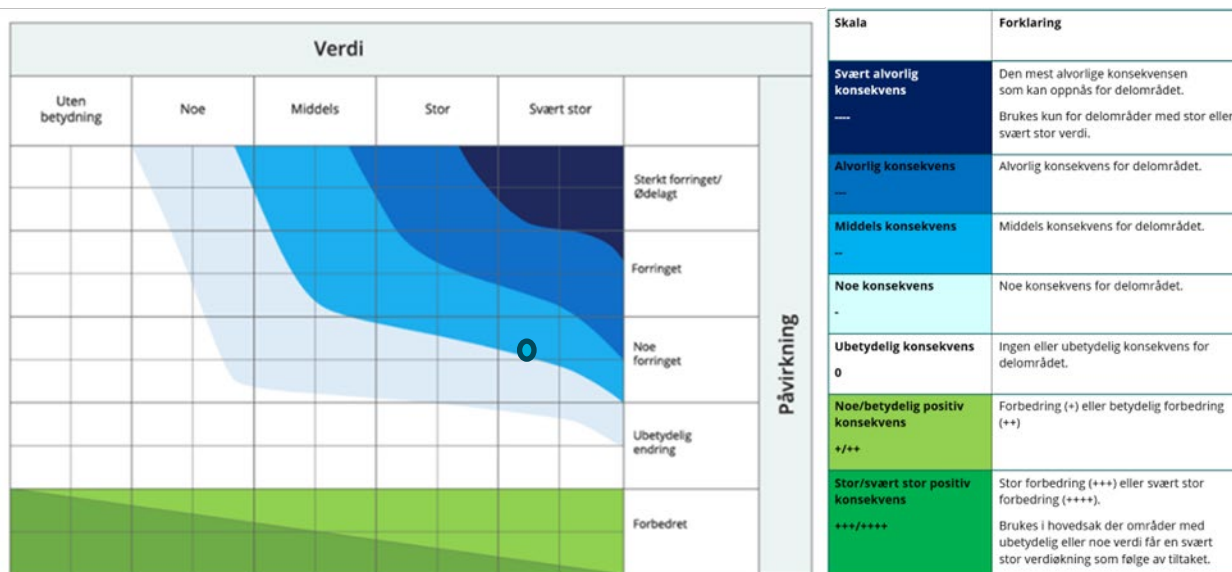 Verdi
Uten
betydning
Noe
Middels
Stor
Svært stor
Sterkt forringet/
Ødelagt
Forringet
Noe
forringet
Ubetydelig
endring
Forbedret
Påvirkning
Skala
Forklaring
Svært alvorlig
konsekvens
----
Den mest alvorlige konsekvensen
som kan oppnås for delområdet.
Brukes kun for delområder med stor eller
svært stor verdi.
Alvorlig konsekvens
---
Alvorlig konsekvens for delområdet.
Middels konsekvens
--
Middels konsekvens for delområdet.
Noe konsekvens
-
Noe konsekvens for delområdet.
Ubetydelig konsekvens
0
Ingen eller ubetydelig konsekvens for
delområdet.
Noe/betydelig positiv
konsekvens
+/++
Forbedring (+) eller betydelig forbedring
(++)
Stor/svært stor positiv
konsekvens
+++/++++
Stor forbedring (+++) eller svært stor
forbedring (++++).
Brukes i hovedsak der områder med
ubetydelig eller noe verdi får en svært
stor verdiøkning som følge av tiltaket.